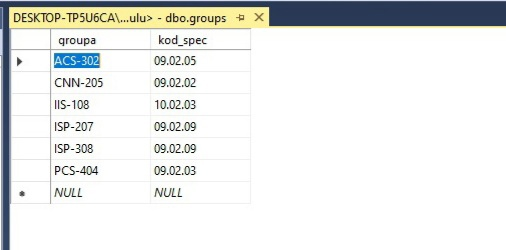 DESKTOP-TP5U6CA\...ulu> - dbo.groups
groupa kod_spec
ACS-302 09.02.05
CNN-205 09.02.02
IIS-108 10.02.03
ISP-207 09.02.09
ISP-308 09.02.09
PCS-404 09.02.03
NULL NULL